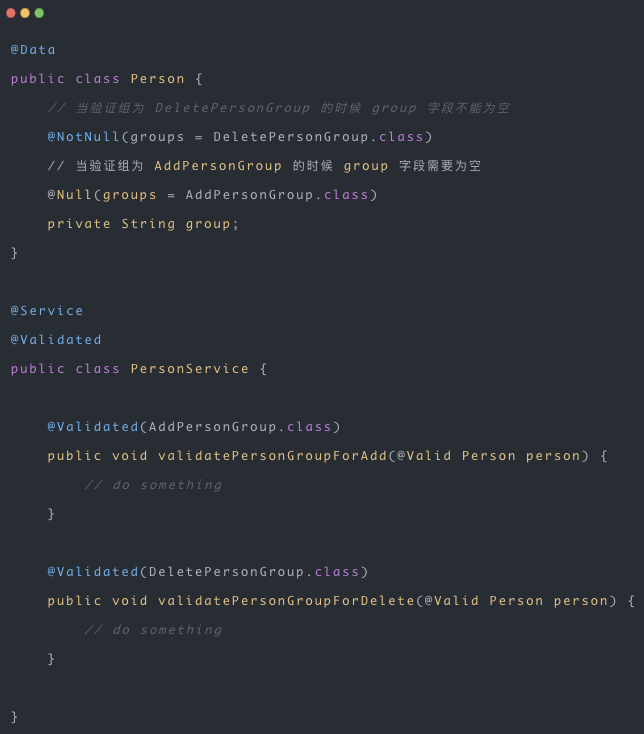 @Data
public class Person {
// 当验证组为 DeletePersonGroup 的时候 group 字段不能为空
@NotNull(groups = DeletePersonGroup.class)
// 当验证组为 AddPersonGroup 的时候 group 字段需要为空
@Null(groups = AddPersonGroup.class)
private String group;
}
@Service
@Validated
public class PersonService {
@Validated(AddPersonGroup.class)
public void validatePersonGroupForAdd(@Valid Person person) {
// do something
}
@Validated(DeletePersonGroup.class)
public void validatePersonGroupForDelete(@Valid Person person) {
// do something
}
}